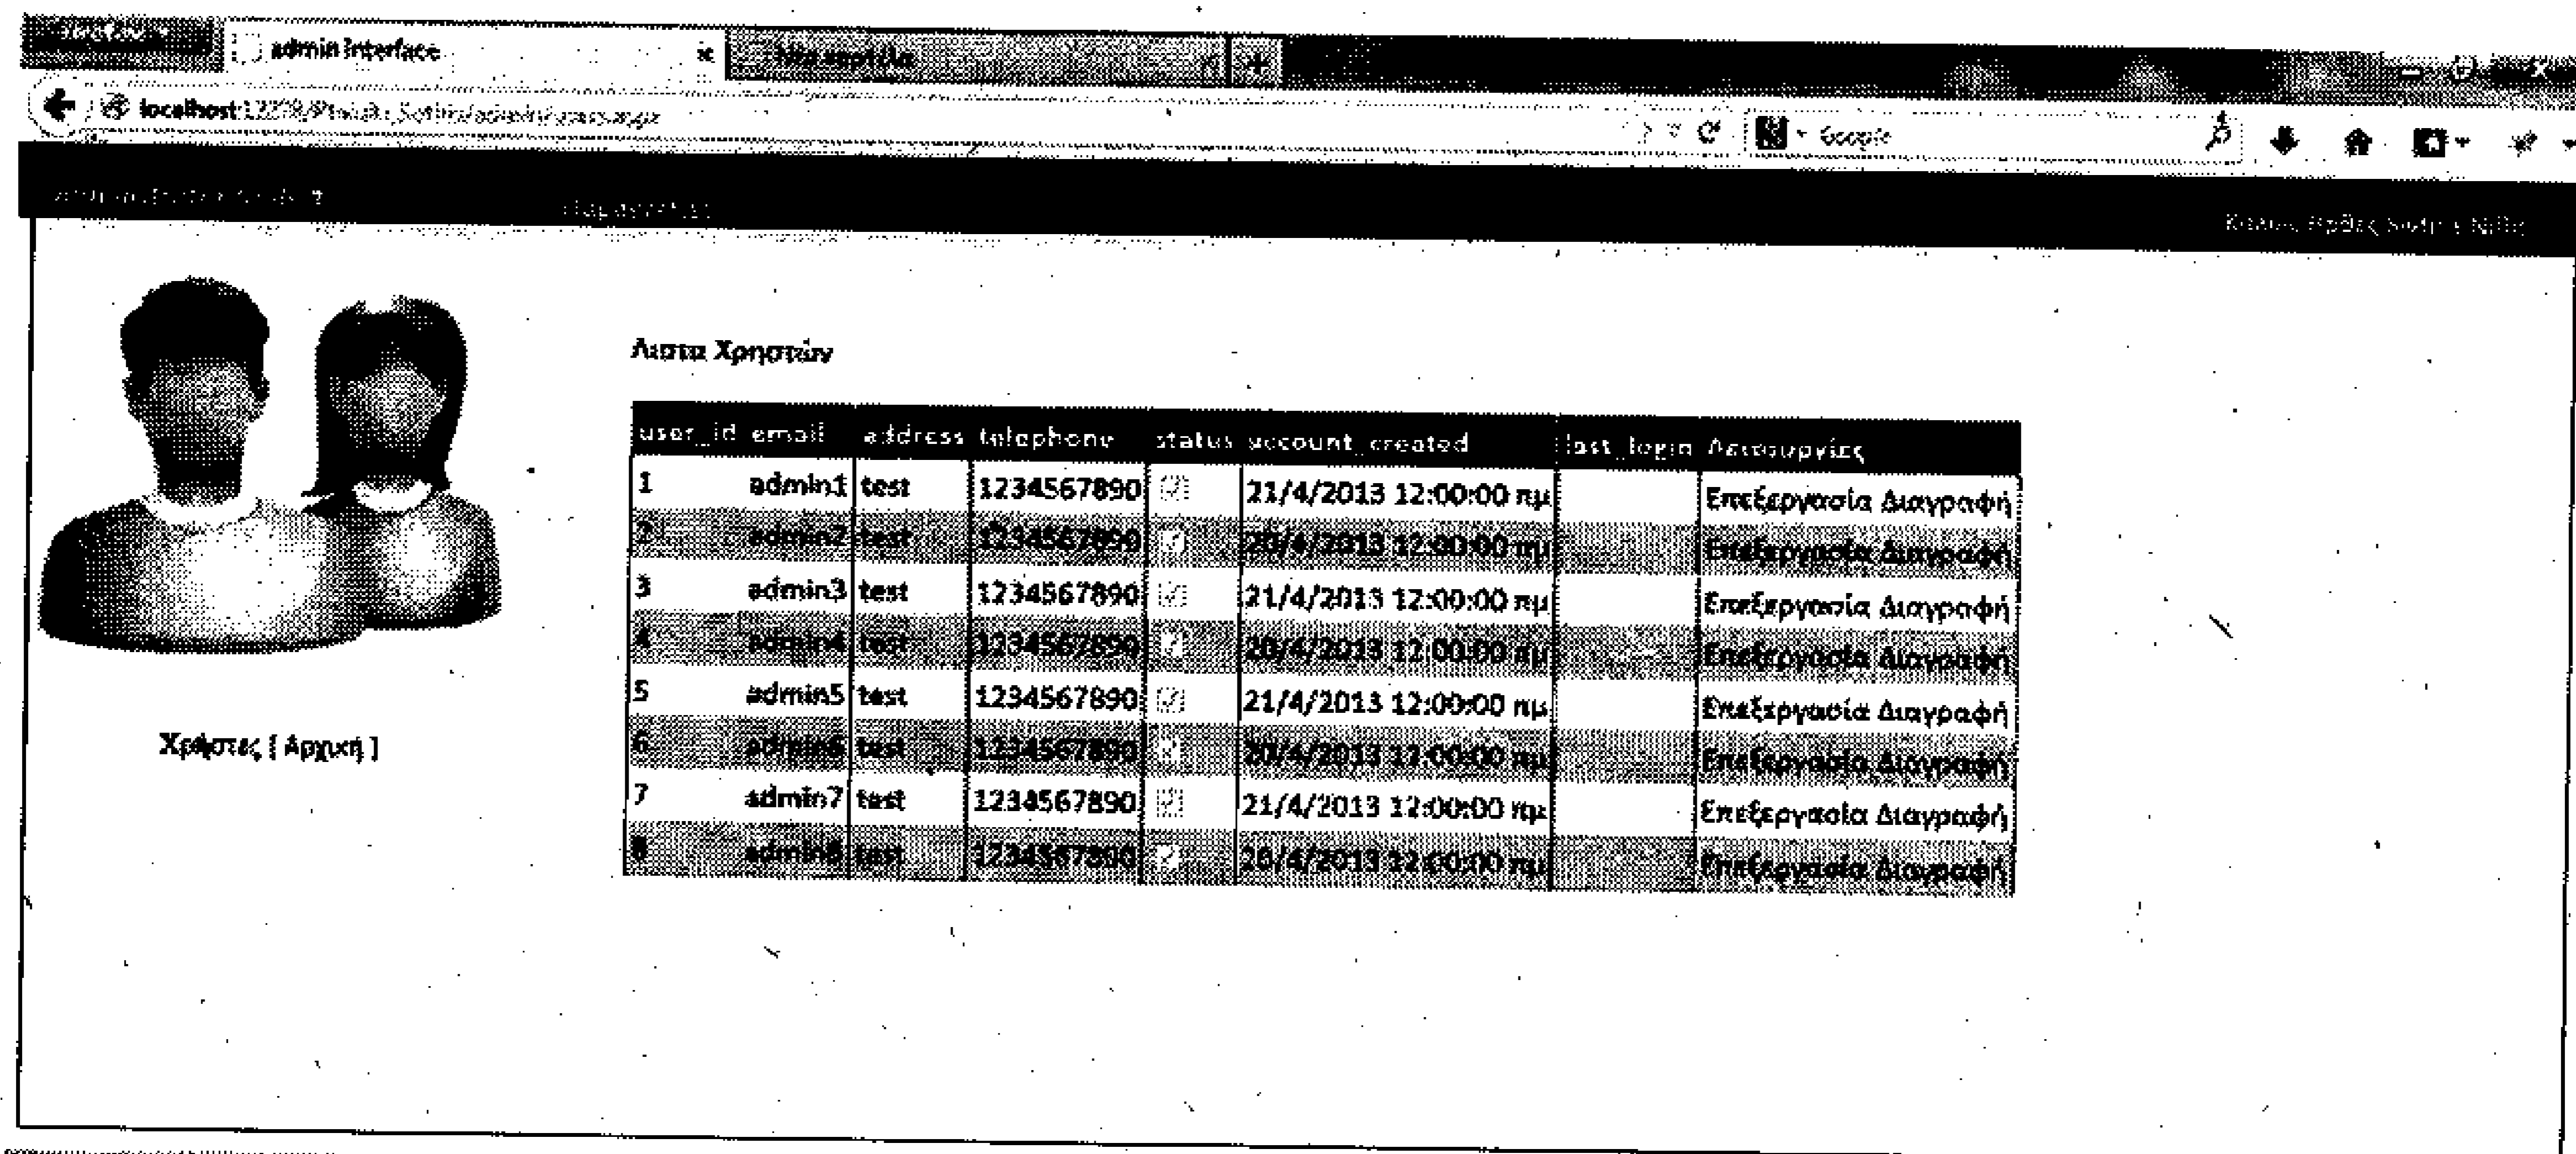 admin Interface
Νέα καρτέλα
localhost
Google
Λιστα Χρηστών
user_id email address telephone status account_created last_login Λειτουργίες
1 admin1 test 1234567890 21/4/2013 12:00:00 πμ Επεξεργασία Διαγραφή
2 admin2 test 1234567890 20/4/2013 12:00:00 πμ Επεξεργασία Διαγραφή
3 admin3 test 1234567890 21/4/2013 12:00:00 πμ Επεξεργασία Διαγραφή
4 admin4 test 1234567890 20/4/2013 12:00:00 πμ Επεξεργασία Διαγραφή
5 admin5 test 1234567890 21/4/2013 12:00:00 πμ Επεξεργασία Διαγραφή
6 admin6 test 1234567890 20/4/2013 12:00:00 πμ Επεξεργασία Διαγραφή
7 admin7 test 1234567890 21/4/2013 12:00:00 πμ Επεξεργασία Διαγραφή
8 admin8 test 1234567890 20/4/2013 12:00:00 πμ Επεξεργασία Διαγραφή
Χρήστες [ Αρχική ]